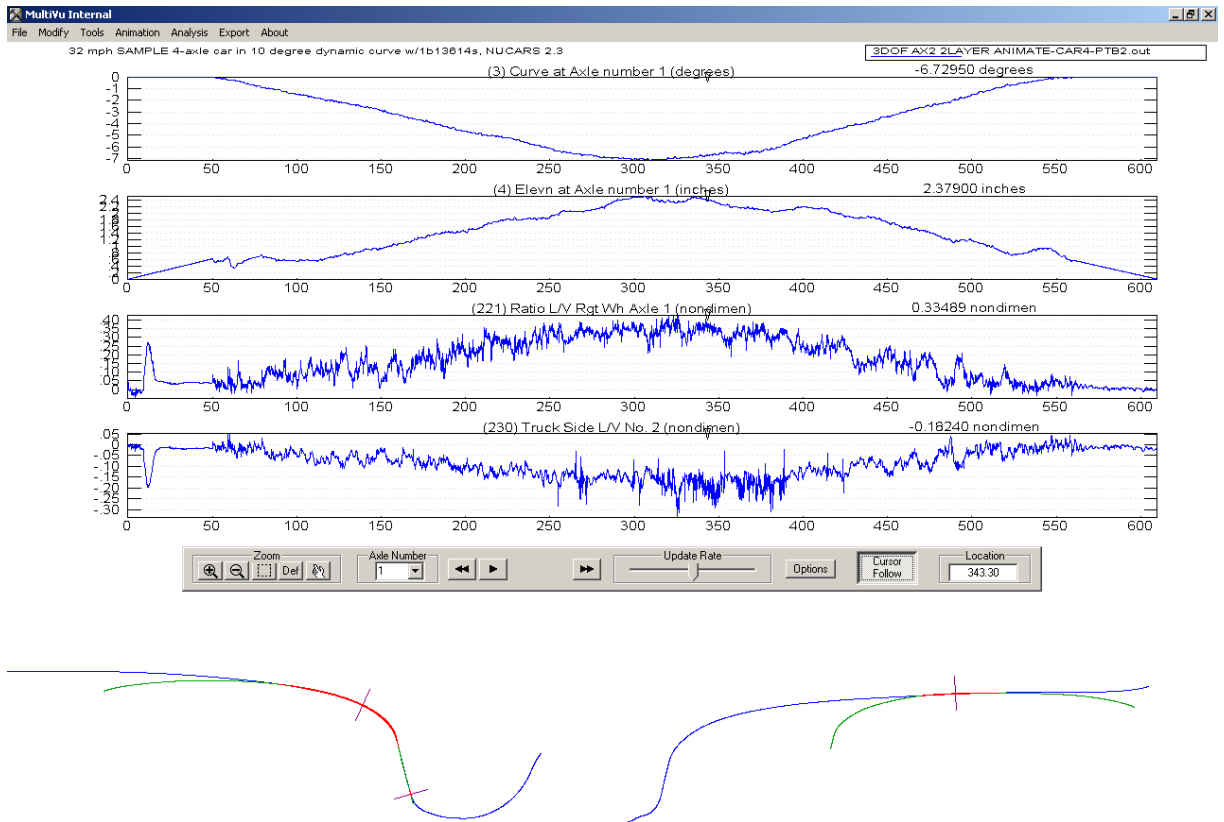 MultiVu Internal
File Modify Tools Animation Analysis Export About
32 mph SAMPLE 4-axle car in 10 degree dynamic curve w/1b13614s, NUCARS 2.3
3DOF AX2 2LAYER ANIMATE-CAR4-PTB2.out
(3) Curve at Axle number 1 (degrees) -6.72950 degrees
0
-1
-2
-3
-4
-5
-6
-7
0 50 100 150 200 250 300 350 400 450 500 550 600
(4) Elevn at Axle number 1 (inches) 2.37900 inches
2.4
1.2
0
0 50 100 150 200 250 300 350 400 450 500 550 600
(221) Ratio L/V Rgt Wh Axle 1 (nondimen) 0.33489 nondimen
.40
.30
.20
.10
.05
0
0 50 100 150 200 250 300 350 400 450 500 550 600
(230) Truck Side L/V No. 2 (nondimen) -0.18240 nondimen
.05
0
-.05
-.10
-.15
-.20
-.25
-.30
0 50 100 150 200 250 300 350 400 450 500 550 600
Zoom Axle Number Update Rate Location
Def 1 Options Cursor Follow 343.30